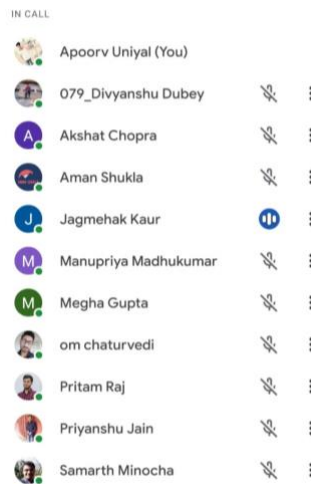 IN CALL
Apoorv Uniyal (You)
079_Divyanshu Dubey
A Akshat Chopra
Aman Shukla
J Jagmehak Kaur
M Manupriya Madhukumar
M Megha Gupta
om chaturvedi
Pritam Raj
Priyanshu Jain
Samarth Minocha